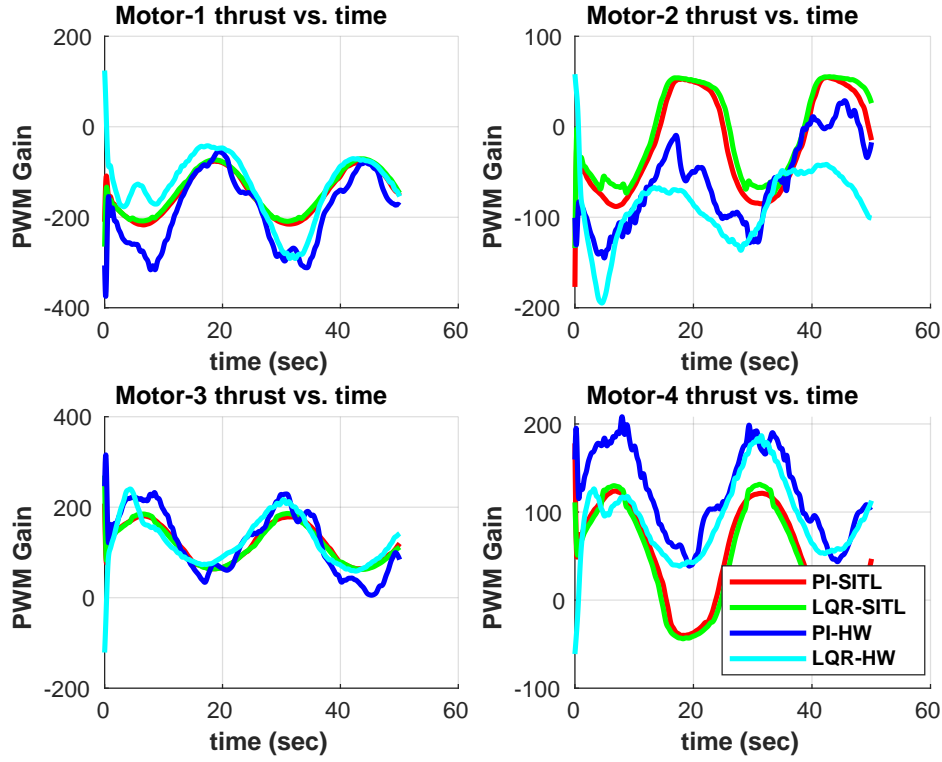 Motor-1 thrust vs. time
200
0
-200
-400
PWM Gain
0
20
40
60
time (sec)
Motor-2 thrust vs. time
100
0
-100
-200
PWM Gain
0
20
40
60
time (sec)
Motor-3 thrust vs. time
400
200
0
-200
PWM Gain
0
20
40
60
time (sec)
Motor-4 thrust vs. time
200
100
0
-100
PWM Gain
0
20
40
60
time (sec)
PI-SITL
LQR-SITL
PI-HW
LQR-HW